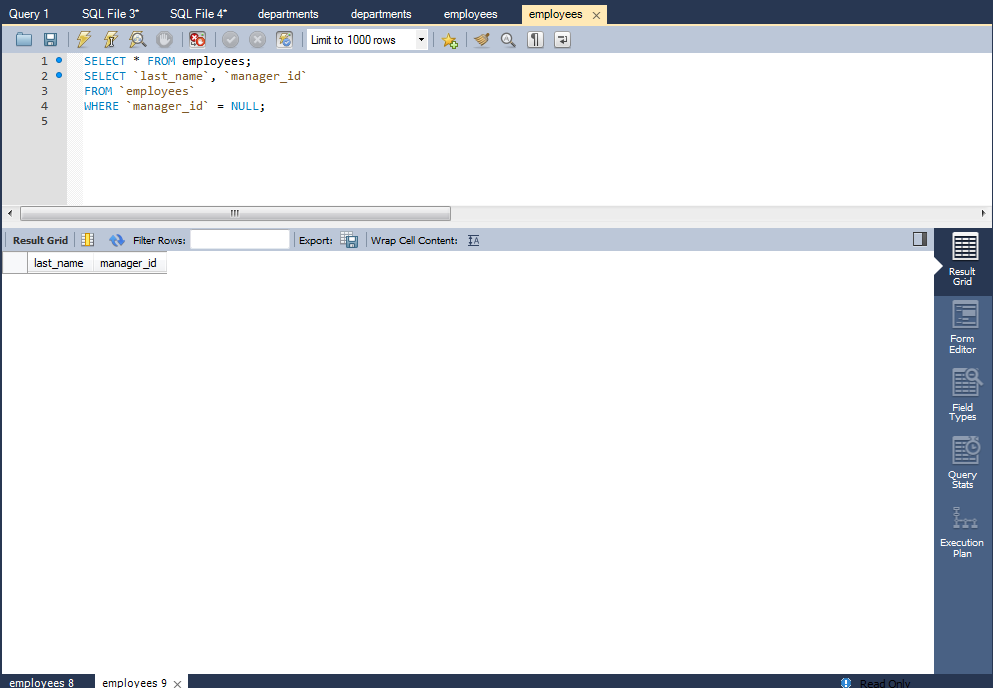 Query 1 SQL File 3* SQL File 4* departments departments employees employees
Limit to 1000 rows
1 SELECT * FROM employees;
2 SELECT `last_name`, `manager_id`
3 FROM `employees`
4 WHERE `manager_id` = NULL;
5
Result Grid Filter Rows: Export: Wrap Cell Content:
last_name manager_id
Result
Grid
Form
Editor
Field
Types
Query
Stats
Execution
Plan
employees 8 employees 9 Read Only